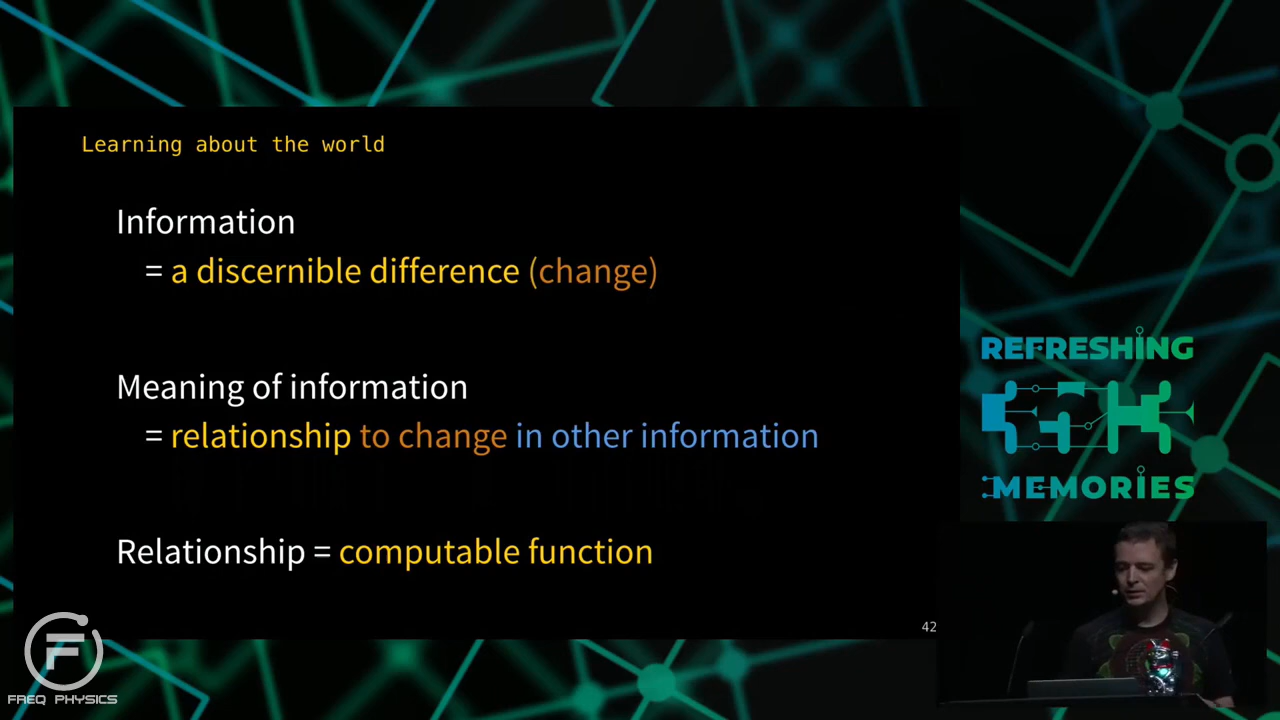 Learning about the world
Information
= a discernible difference (change)
Meaning of information
= relationship to change in other information
Relationship = computable function
42
REFRESHING
35C3
MEMORIES
FREQ PHYSICS